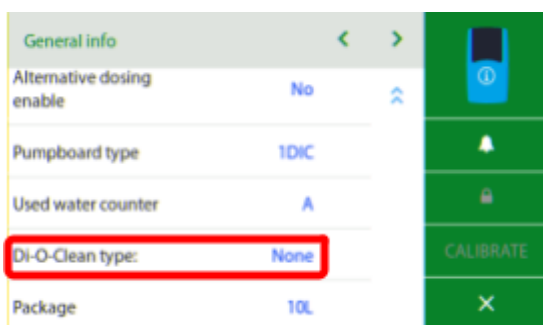 General info
Alternative dosing
enable
No
Pumpboard type
1DIC
Used water counter
A
Di-O-Clean type:
None
Package
10L
CALIBRATE